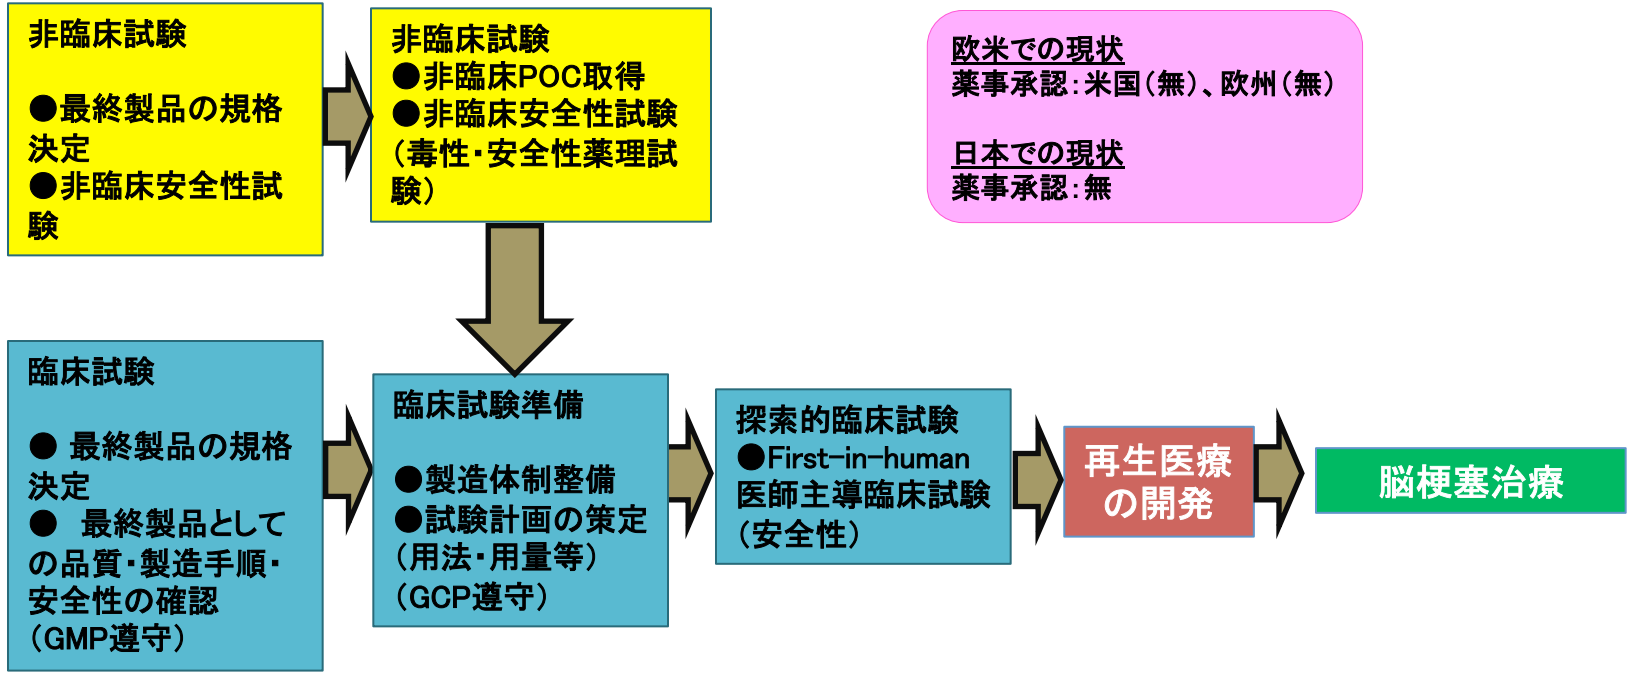 非臨床試験
●最終製品の規格
決定
●非臨床安全性試
験
非臨床試験
●非臨床POC取得
●非臨床安全性試験
（毒性・安全性薬理試
験）
欧米での現状
薬事承認：米国（無）、欧州（無）
日本での現状
薬事承認：無
臨床試験
● 最終製品の規格
決定
●　最終製品として
の品質・製造手順・
安全性の確認
（GMP遵守）
臨床試験準備
●製造体制整備
●試験計画の策定
（用法・用量等）
（GCP遵守）
探索的臨床試験
●First-in-human
医師主導臨床試験
（安全性）
再生医療
の開発
脳梗塞治療